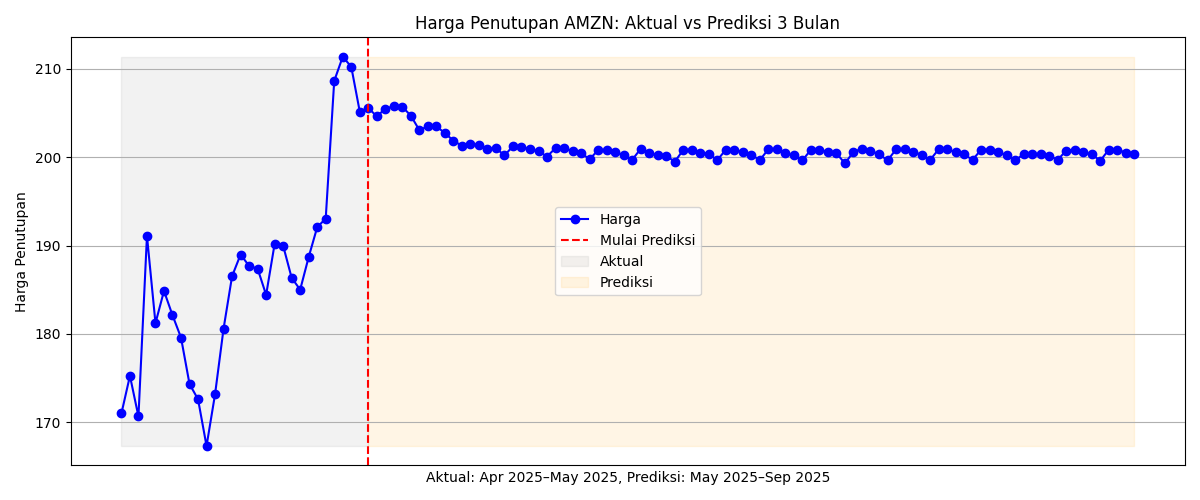 Harga Penutupan AMZN: Aktual vs Prediksi 3 Bulan
Harga Penutupan
210
200
190
180
170
Harga
Mulai Prediksi
Aktual
Prediksi
Aktual: Apr 2025–May 2025, Prediksi: May 2025–Sep 2025